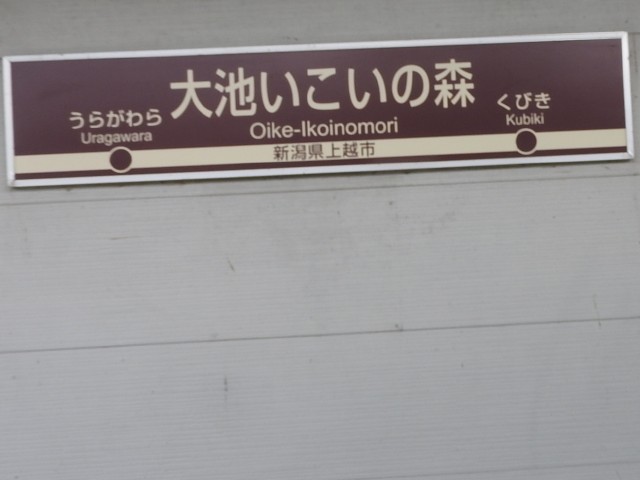 大池いこいの森
Oike-Ikoinomori
うらがわら
Uragawara
くびき
Kubiki
新潟県上越市